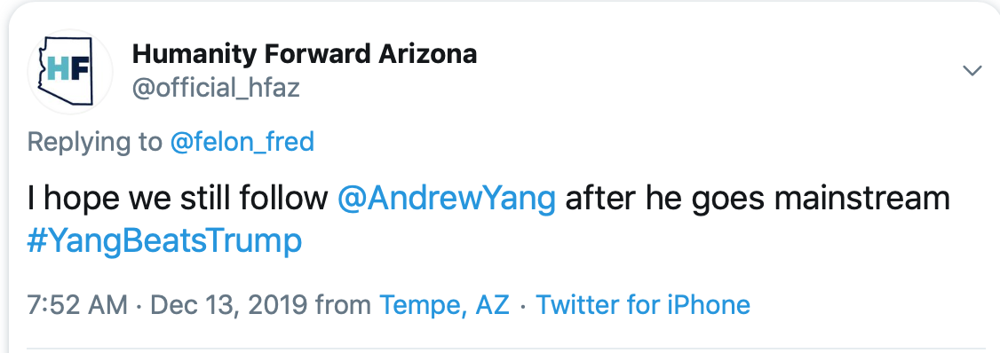 HF
Humanity Forward Arizona
@official_hfaz
Replying to @felon_fred
I hope we still follow @AndrewYang after he goes mainstream
#YangBeatsTrump
7:52 AM · Dec 13, 2019 from Tempe, AZ · Twitter for iPhone